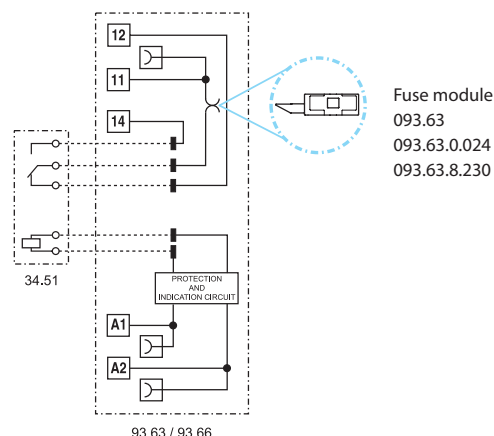 12
11
14
Fuse module
093.63
093.63.0.024
093.63.8.230
34.51
PROTECTION
AND
INDICATION CIRCUIT
A1
A2
93.63 / 93.66